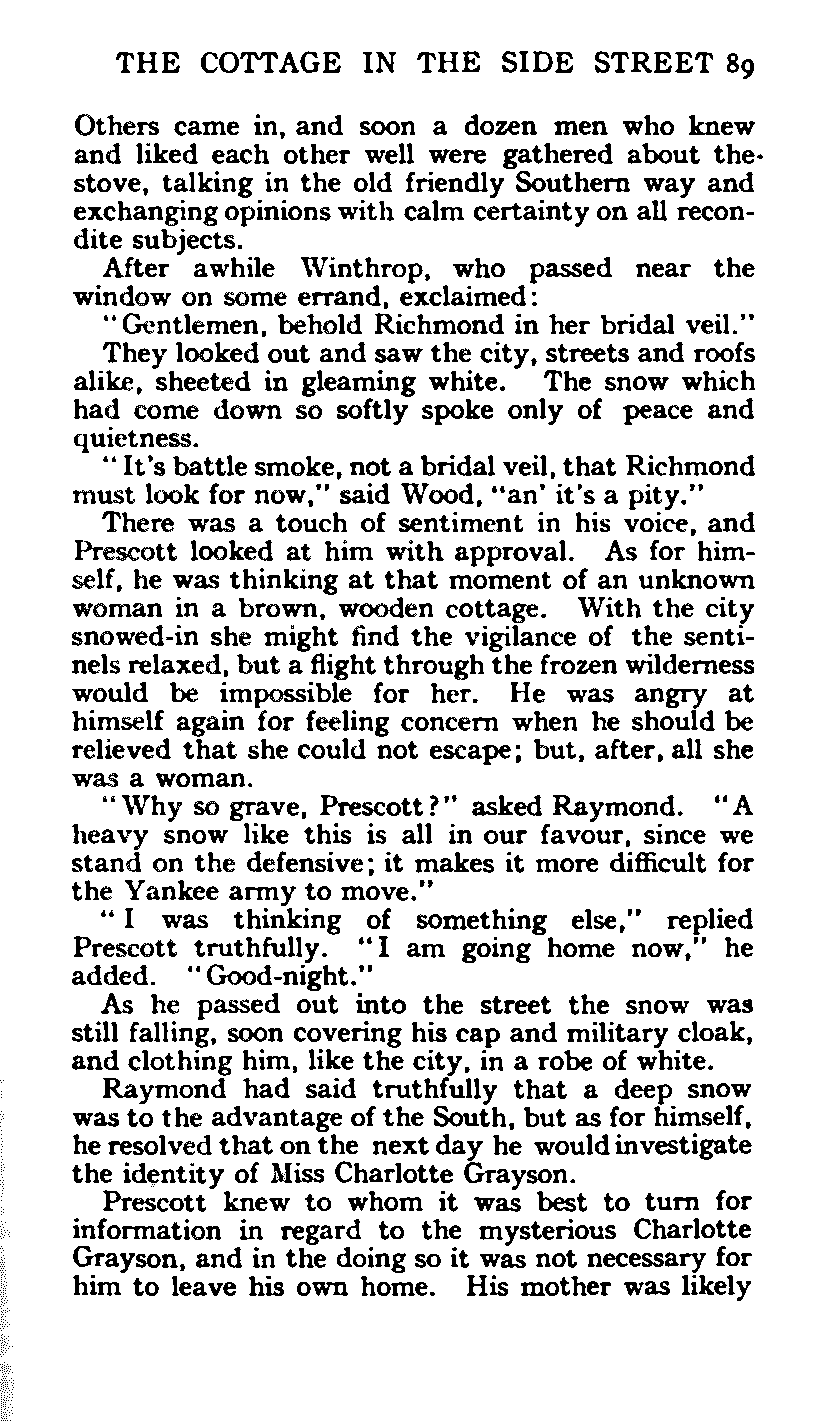 THE COTTAGE IN THE SIDE STREET 89
Others came in, and soon a dozen men who knew
and liked each other well were gathered about the·
stove, talking in the old friendly Southern way and
exchanging opinions with calm certainty on all recon-
dite subjects.
After awhile Winthrop, who passed near the
window on some errand, exclaimed:
"Gentlemen, behold Richmond in her bridal veil."
They looked out and saw the city, streets and roofs
alike, sheeted in gleaming white. The snow which
had come down so softly spoke only of peace and
quietness.
"It's battle smoke, not a bridal veil, that Richmond
must look for now," said Wood, "an' it's a pity."
There was a touch of sentiment in his voice, and
Prescott looked at him with approval. As for him-
self, he was thinking at that moment of an unknown
woman in a brown, wooden cottage. With the city
snowed-in she might find the vigilance of the senti-
nels relaxed, but a flight through the frozen wilderness
would be impossible for her. He was angry at
himself again for feeling concern when he should be
relieved that she could not escape; but, after, all she
was a woman.
"Why so grave, Prescott?" asked Raymond. "A
heavy snow like this is all in our favour, since we
stand on the defensive; it makes it more difficult for
the Yankee army to move."
"I was thinking of something else," replied
Prescott truthfully. "I am going home now," he
added. "Good-night."
As he passed out into the street the snow was
still falling, soon covering his cap and military cloak,
and clothing him, like the city, in a robe of white.
Raymond had said truthfully that a deep snow
was to the advantage of the South, but as for himself,
he resolved that on the next day he would investigate
the identity of Miss Charlotte Grayson.
Prescott knew to whom it was best to turn for
information in regard to the mysterious Charlotte
Grayson, and in the doing so it was not necessary for
him to leave his own home. His mother was likely